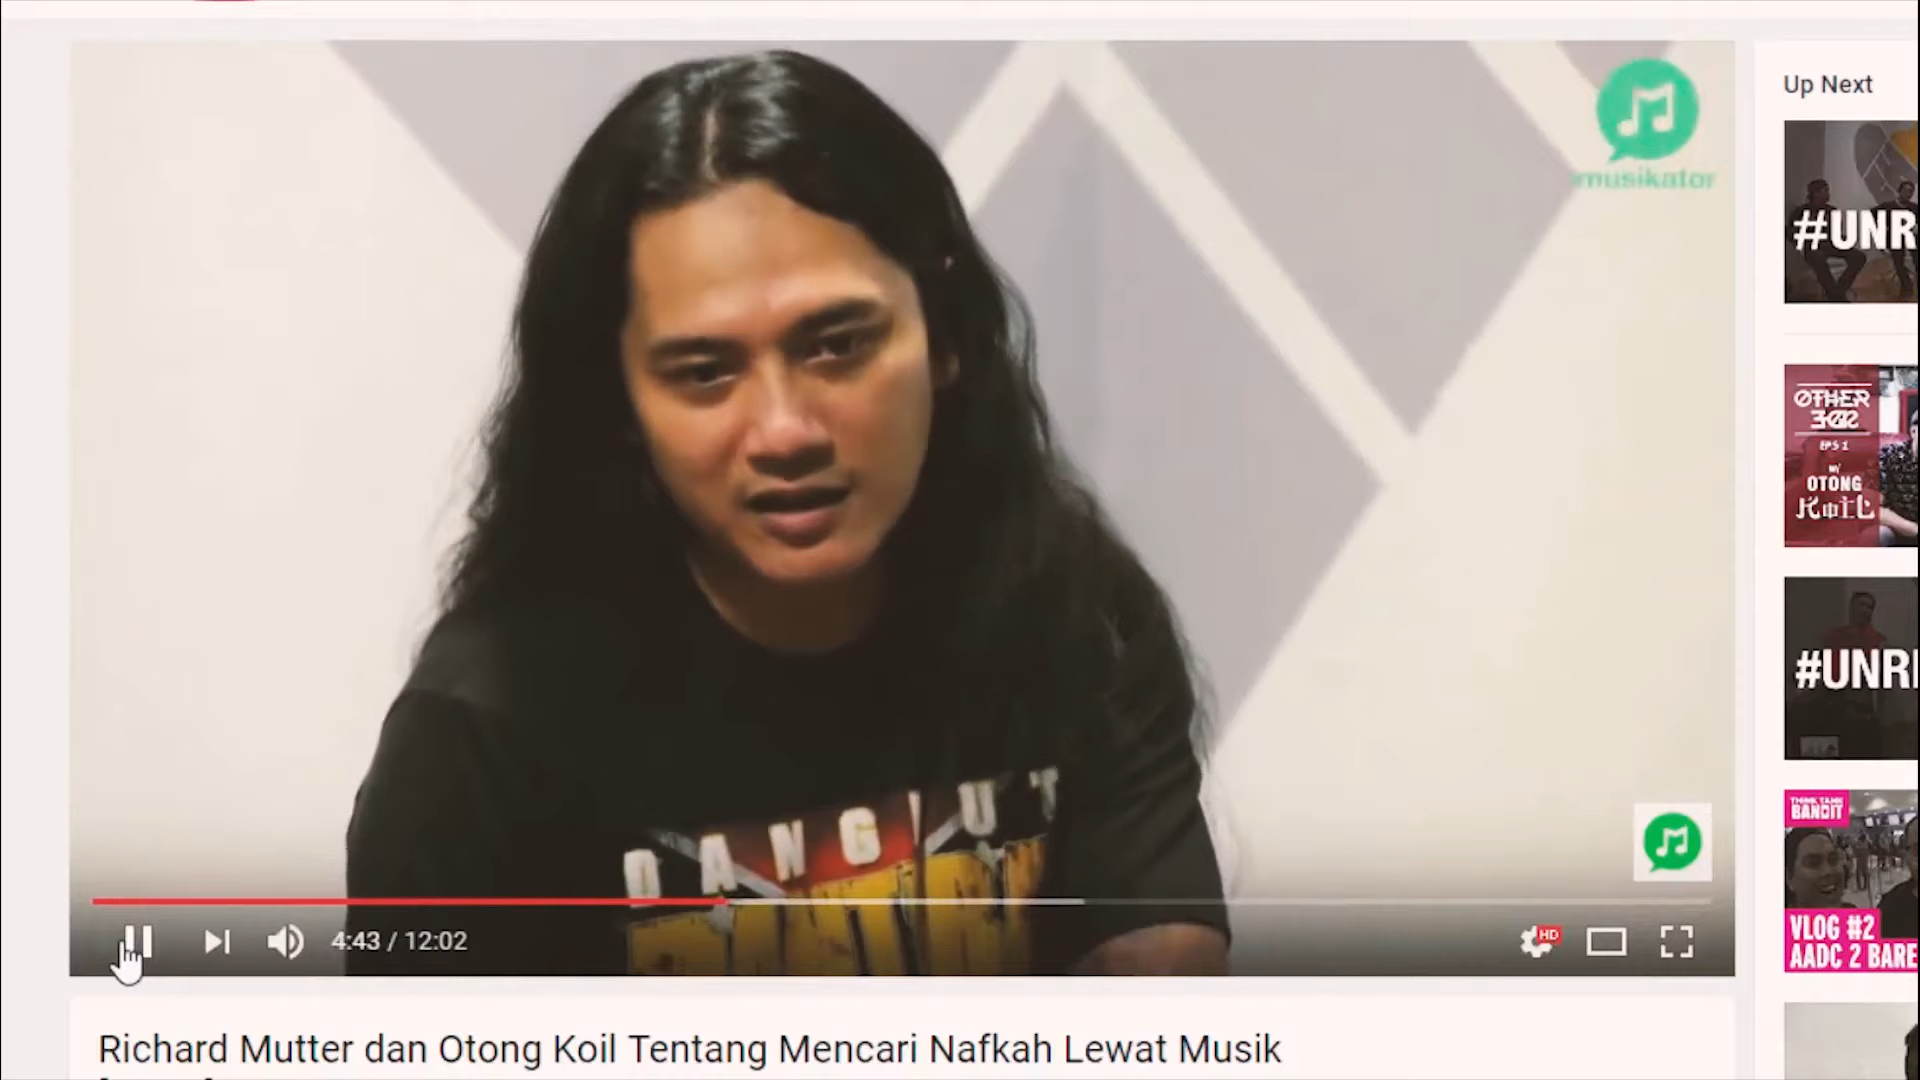 Up Next
musikator
#UNR
OTHER
EPS 1
W/
OTONG
#UNR
DANGDUT
THINK TANK
BANDIT
VLOG #2
AADC 2 BARE
HD
4:43 / 12:02
Richard Mutter dan Otong Koil Tentang Mencari Nafkah Lewat Musik